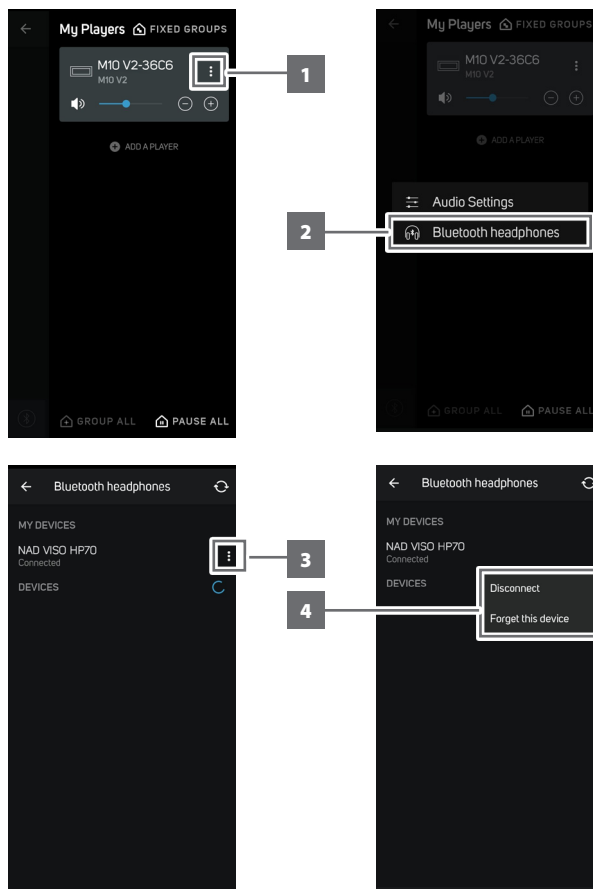 My Players FIXED GROUPS
M10 V2-36C6
M10 V2
ADD A PLAYER
GROUP ALL PAUSE ALL
1
My Players FIXED GROUPS
M10 V2-36C6
M10 V2
ADD A PLAYER
Audio Settings
Bluetooth headphones
GROUP ALL PAUSE ALL
2
Bluetooth headphones
MY DEVICES
NAD VISO HP70
Connected
DEVICES
3
Bluetooth headphones
MY DEVICES
NAD VISO HP70
Connected
DEVICES
Disconnect
Forget this device
4